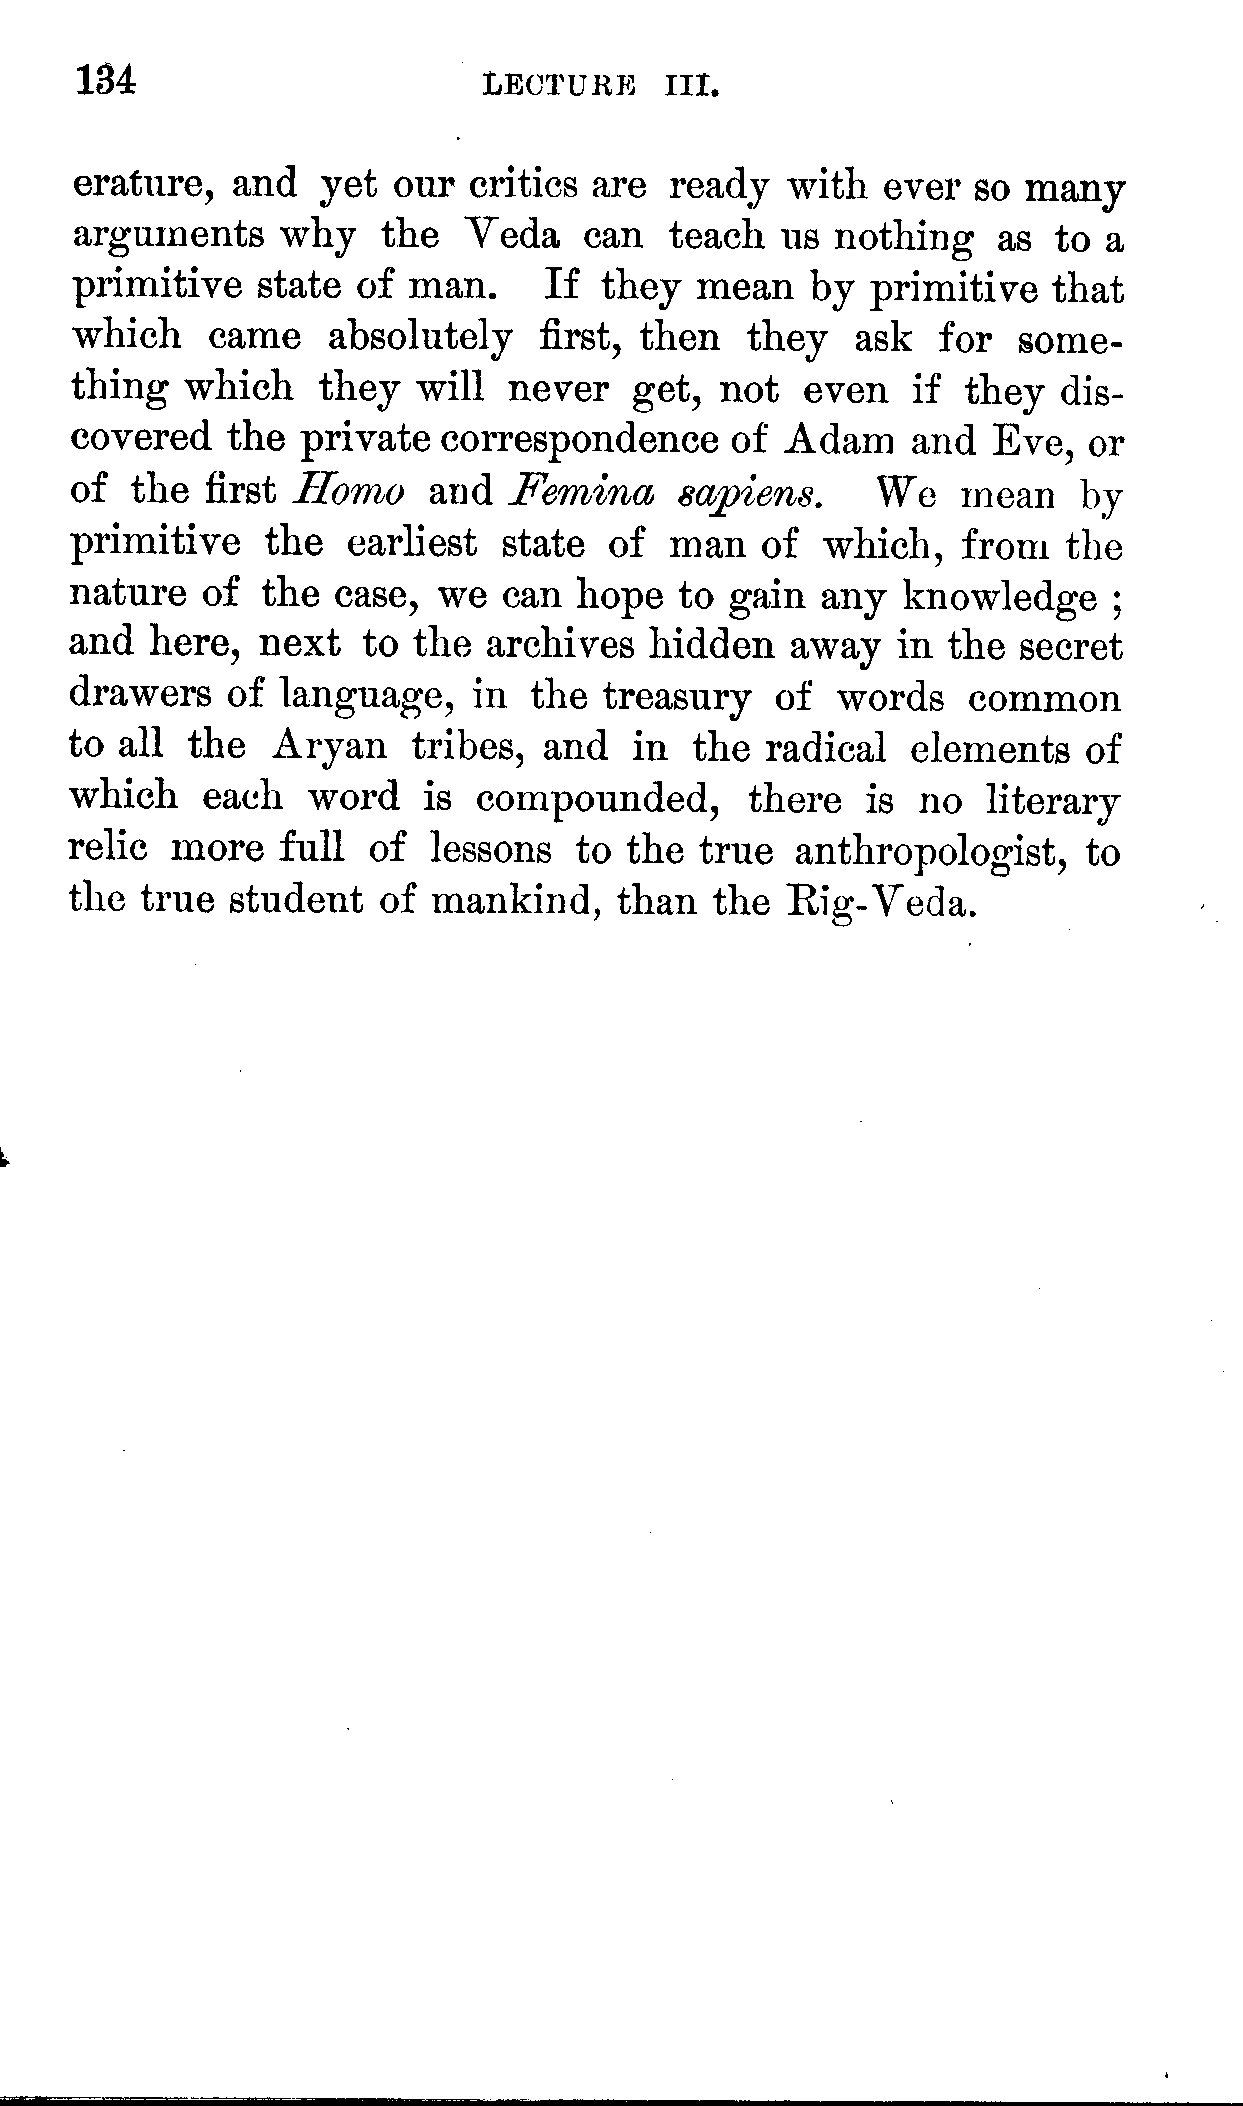 134 LECTURE III.
erature, and yet our critics are ready with ever so many
arguments why the Veda can teach us nothing as to a
primitive state of man. If they mean by primitive that
which came absolutely first, then they ask for some-
thing which they will never get, not even if they dis-
covered the private correspondence of Adam and Eve, or
of the first Homo and Femina sapiens. We mean by
primitive the earliest state of man of which, from the
nature of the case, we can hope to gain any knowledge ;
and here, next to the archives hidden away in the secret
drawers of language, in the treasury of words common
to all the Aryan tribes, and in the radical elements of
which each word is compounded, there is no literary
relic more full of lessons to the true anthropologist, to
the true student of mankind, than the Rig-Veda.